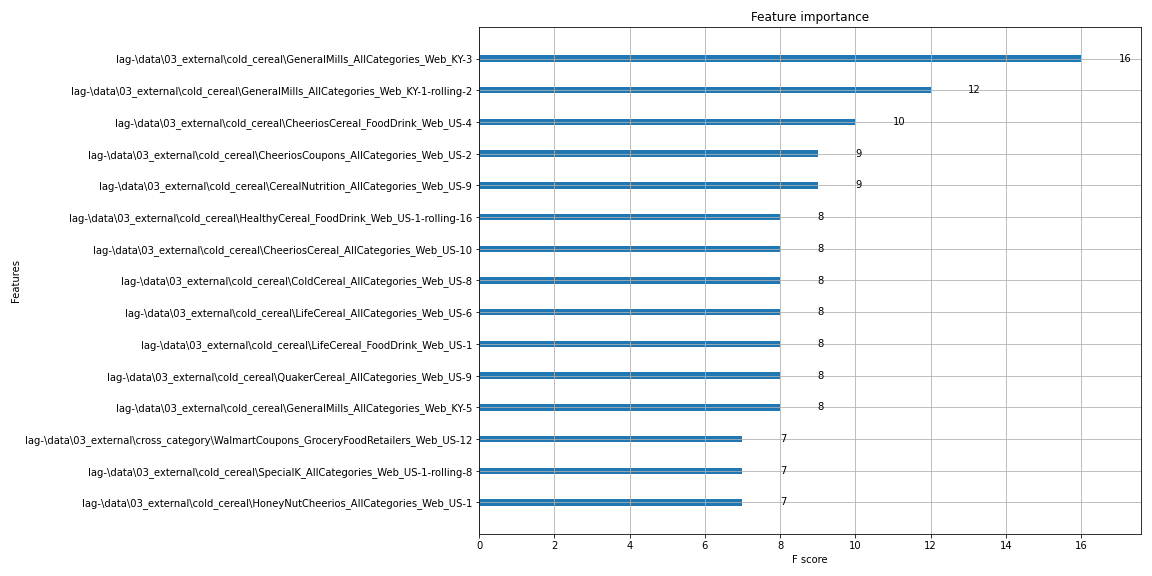 Feature importance
Features
lag-\data\03_external\cold_cereal\GeneralMills_AllCategories_Web_KY-3
16
lag-\data\03_external\cold_cereal\GeneralMills_AllCategories_Web_KY-1-rolling-2
12
lag-\data\03_external\cold_cereal\CheeriosCereal_FoodDrink_Web_US-4
10
lag-\data\03_external\cold_cereal\CheeriosCoupons_AllCategories_Web_US-2
9
lag-\data\03_external\cold_cereal\CerealNutrition_AllCategories_Web_US-9
9
lag-\data\03_external\cold_cereal\HealthyCereal_FoodDrink_Web_US-1-rolling-16
8
lag-\data\03_external\cold_cereal\CheeriosCereal_AllCategories_Web_US-10
8
lag-\data\03_external\cold_cereal\ColdCereal_AllCategories_Web_US-8
8
lag-\data\03_external\cold_cereal\LifeCereal_AllCategories_Web_US-6
8
lag-\data\03_external\cold_cereal\LifeCereal_FoodDrink_Web_US-1
8
lag-\data\03_external\cold_cereal\QuakerCereal_AllCategories_Web_US-9
8
lag-\data\03_external\cold_cereal\GeneralMills_AllCategories_Web_KY-5
8
lag-\data\03_external\cross_category\WalmartCoupons_GroceryFoodRetailers_Web_US-12
7
lag-\data\03_external\cold_cereal\SpecialK_AllCategories_Web_US-1-rolling-8
7
lag-\data\03_external\cold_cereal\HoneyNutCheerios_AllCategories_Web_US-1
7
0 2 4 6 8 10 12 14 16
F score